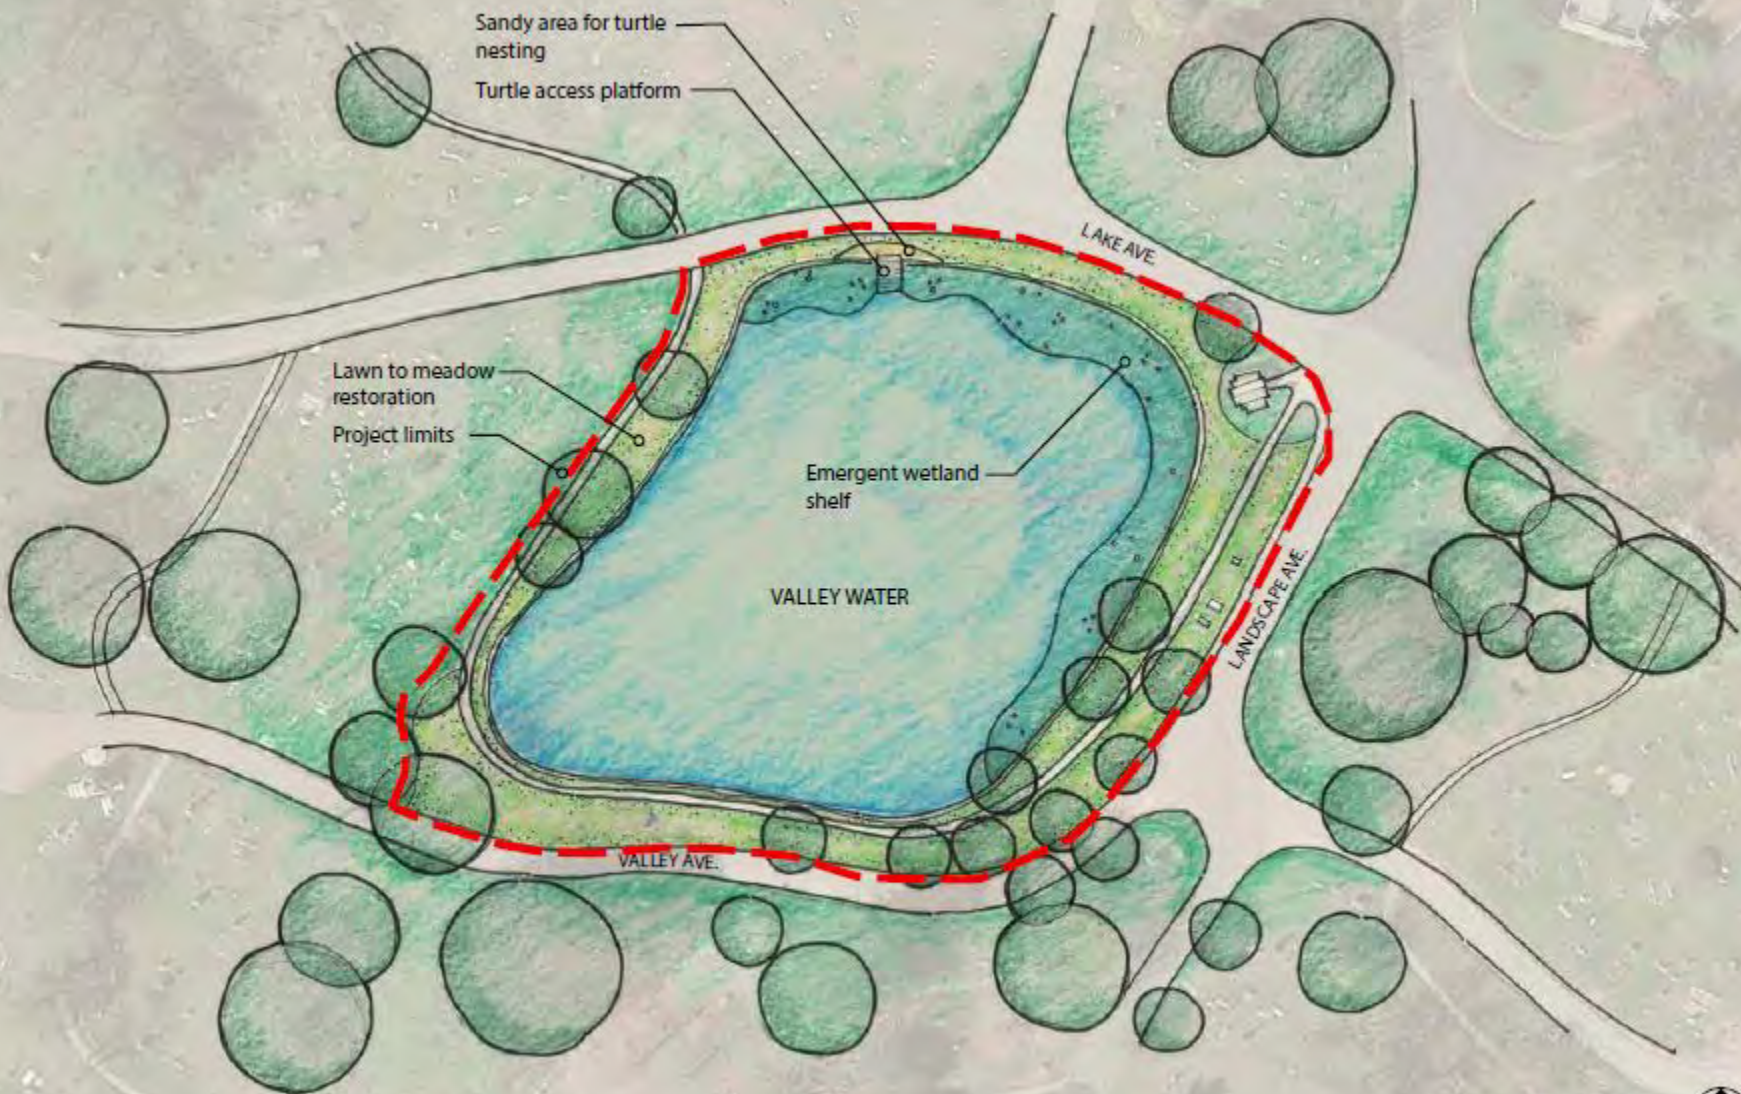 Sandy area for turtle
nesting
Turtle access platform
LAKE AVE.
Lawn to meadow
restoration
Project limits
Emergent wetland
shelf
VALLEY WATER
LANDSCAPE AVE.
VALLEY AVE.